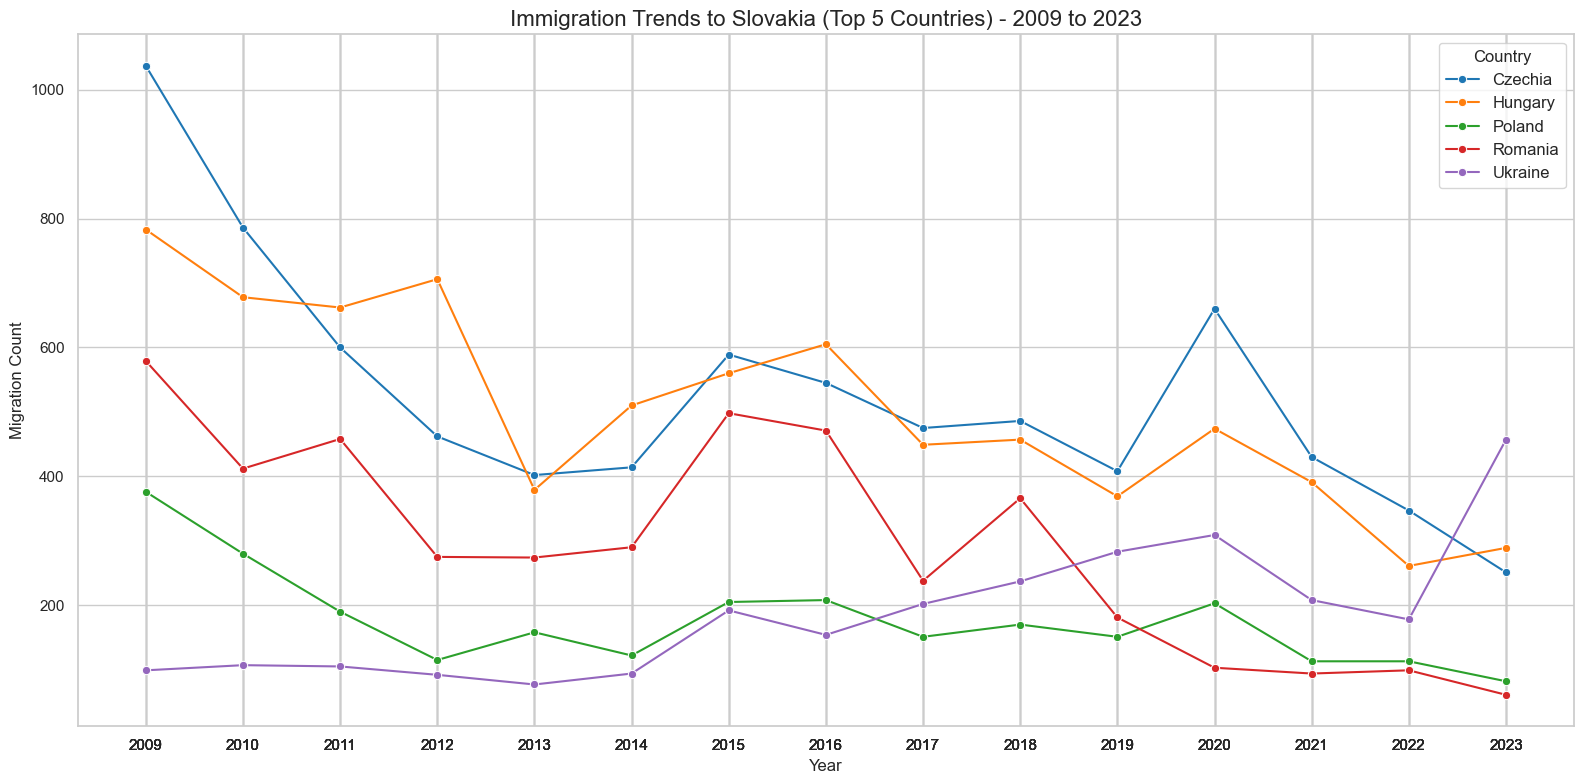 Immigration Trends to Slovakia (Top 5 Countries) - 2009 to 2023
Country
Czechia
Hungary
Poland
Romania
Ukraine
Migration Count
1000
800
600
400
200
2009 2010 2011 2012 2013 2014 2015 2016 2017 2018 2019 2020 2021 2022 2023
Year